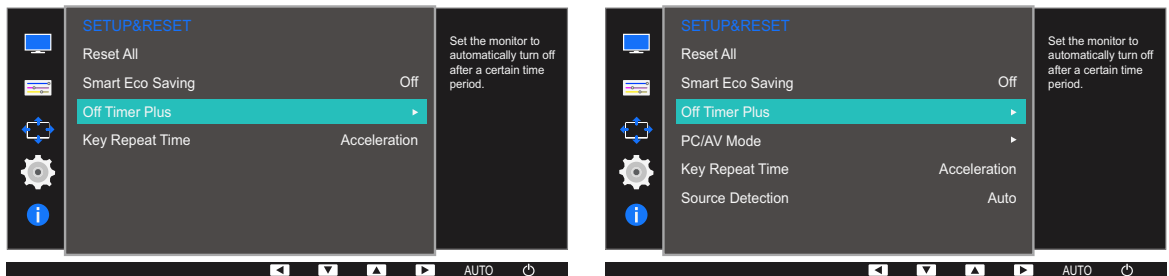 SETUP&RESET
Reset All
Smart Eco Saving Off
Off Timer Plus
Key Repeat Time Acceleration
Set the monitor to
automatically turn off
after a certain time
period.
AUTO
SETUP&RESET
Reset All
Smart Eco Saving Off
Off Timer Plus
PC/AV Mode
Key Repeat Time Acceleration
Source Detection Auto
Set the monitor to
automatically turn off
after a certain time
period.
AUTO